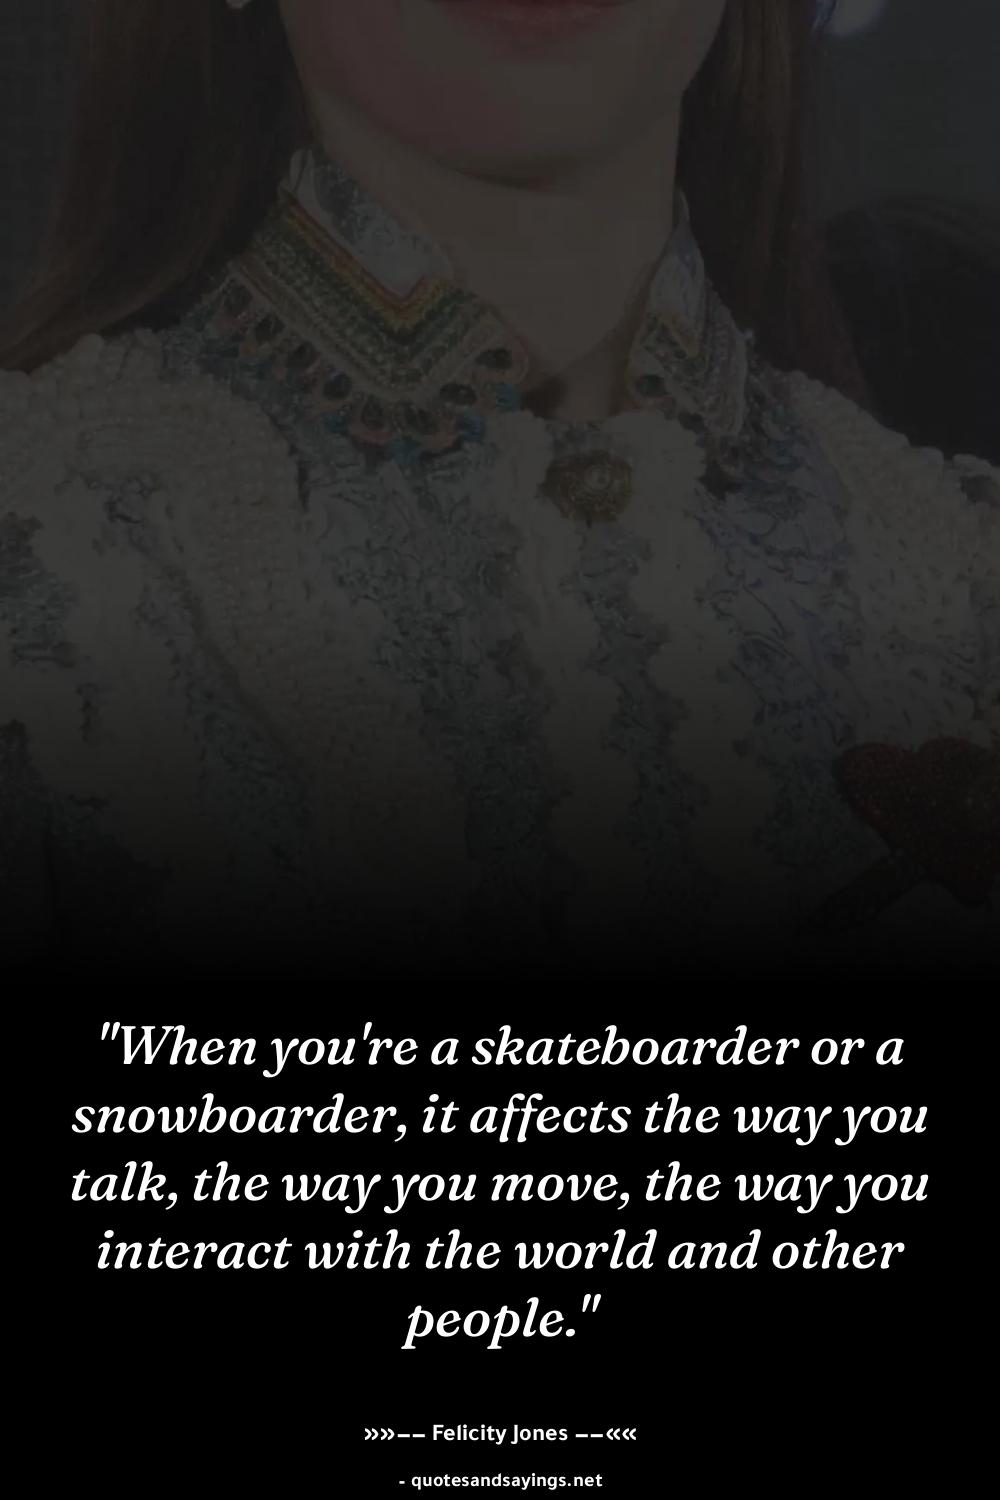 "When you're a skateboarder or a
snowboarder, it affects the way you
talk, the way you move, the way you
interact with the world and other
people."
»»–– Felicity Jones ––««
- quotesandsayings.net